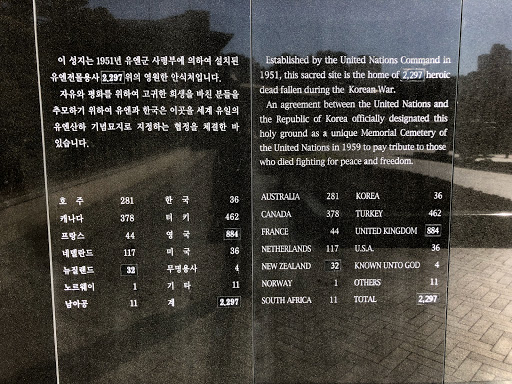 이 성지는 1951년 유엔군 사령부에 의하여 설치된
유엔전몰용사 2,297위의 영원한 안식처입니다.
자유와 평화를 위하여 고귀한 희생을 바친 분들을
추모하기 위하여 유엔과 한국은 이곳을 세계 유일의
유엔산하 기념묘지로 지정하는 협정을 체결한 바
있습니다.
호 주 281 한 국 36
캐나다 378 터 키 462
프랑스 44 영 국 884
네덜란드 117 미 국 36
뉴질랜드 32 무명용사 4
노르웨이 1 기 타 11
남아공 11 계 2,297
Established by the United Nations Command in
1951, this sacred site is the home of 2,297 heroic
dead fallen during the Korean War.
An agreement between the United Nations and
the Republic of Korea officially designated this
holy ground as a unique Memorial Cemetery of
the United Nations in 1959 to pay tribute to those
who died fighting for peace and freedom.
AUSTRALIA 281 KOREA 36
CANADA 378 TURKEY 462
FRANCE 44 UNITED KINGDOM 884
NETHERLANDS 117 U.S.A. 36
NEW ZEALAND 32 KNOWN UNTO GOD 4
NORWAY 1 OTHERS 11
SOUTH AFRICA 11 TOTAL 2,297